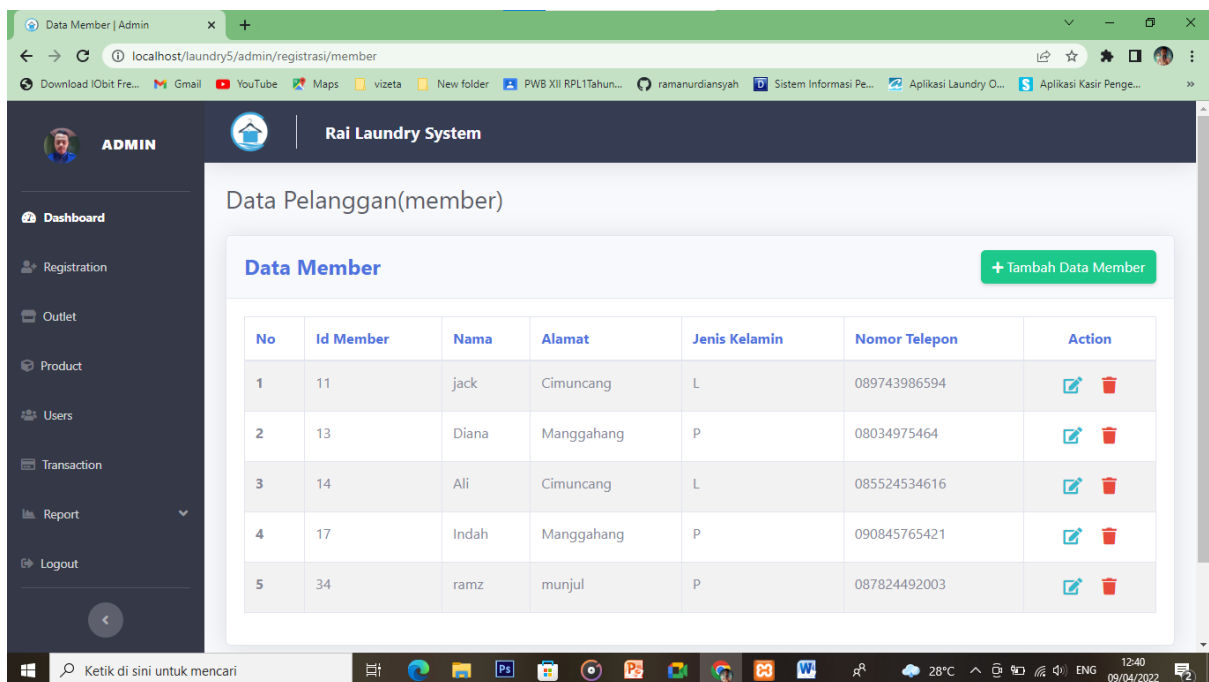 Data Member | Admin
localhost/laundry5/admin/registrasi/member
Download IObit Fre... Gmail YouTube Maps vizeta New folder PWB XII RPL1Tahun... ramanurdiansyah Sistem Informasi Pe... Aplikasi Laundry O... Aplikasi Kasir Penge... »
ADMIN
Rai Laundry System
Dashboard
Registration
Outlet
Product
Users
Transaction
Report
Logout
Data Pelanggan(member)
Data Member
+ Tambah Data Member
No Id Member Nama Alamat Jenis Kelamin Nomor Telepon Action
1 11 jack Cimuncang L 089743986594
2 13 Diana Manggahang P 08034975464
3 14 Ali Cimuncang L 085524534616
4 17 Indah Manggahang P 090845765421
5 34 ramz munjul P 087824492003
Ketik di sini untuk mencari
Ps
28°C
ENG
12:40
09/04/2022
2